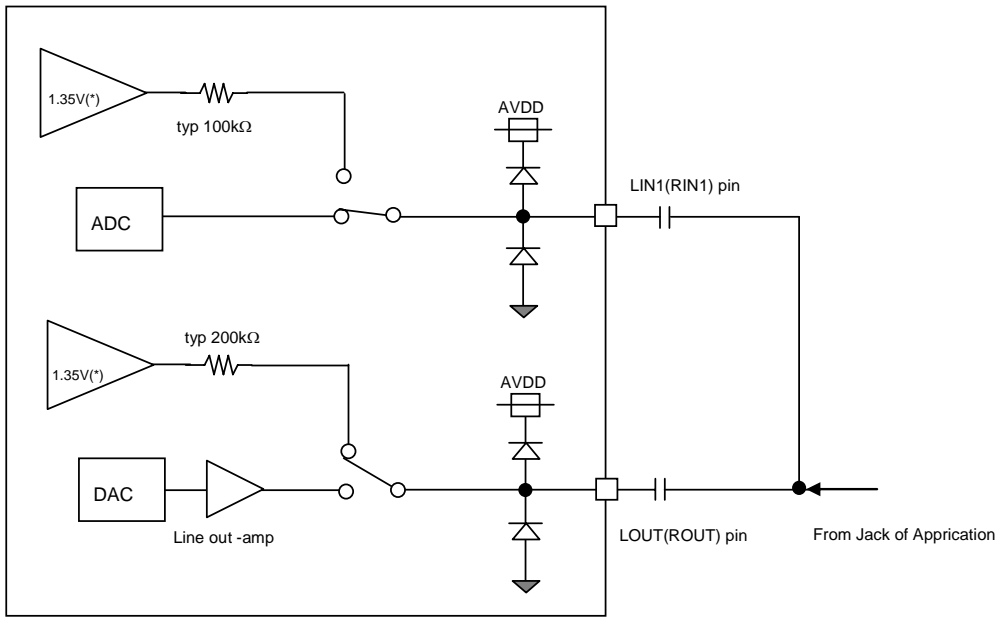 1.35V(*)
typ 100kΩ
AVDD
LIN1(RIN1) pin
ADC
typ 200kΩ
1.35V(*)
AVDD
DAC
Line out -amp
LOUT(ROUT) pin
From Jack of Apprication